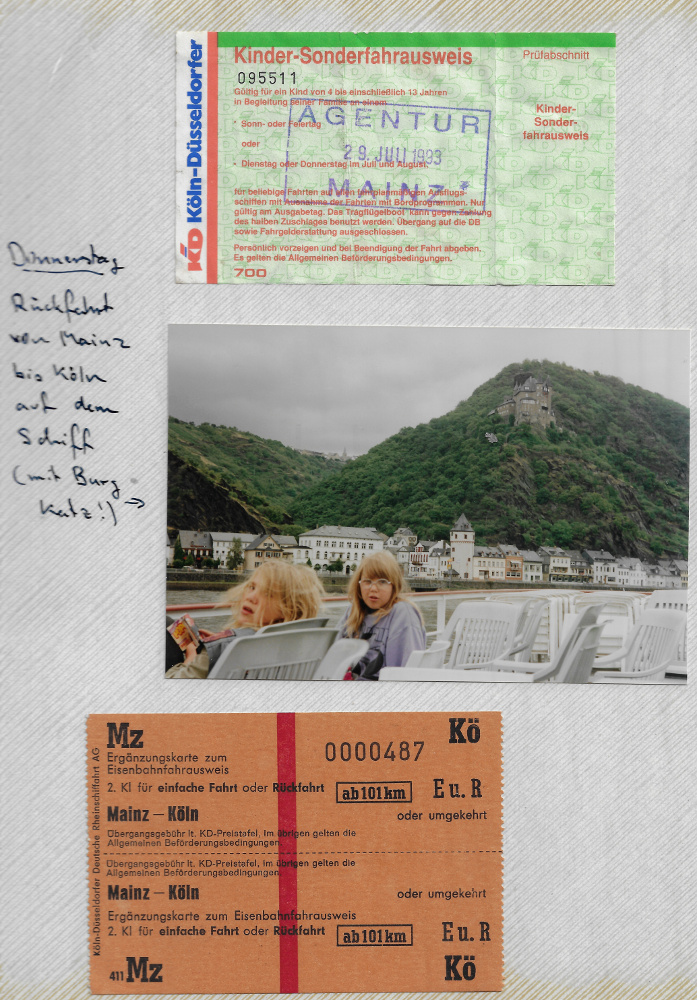 Kinder-Sonderfahrausweis
Prüfabschnitt
095511
Kinder-
Sonder-
fahrausweis
Gültig für ein Kind von 4 bis einschließlich 13 Jahren
in Begleitung seiner Familie an einem
· Sonn- oder Feiertag
oder
· Dienstag oder Donnerstag im Juli und August.
AGENTUR
29. JULI 1993
MAINZ *
für beliebige Fahrten auf allen fahrplanmäßigen Ausflugs-
schiffen mit Ausnahme der Fahrten mit Bordprogrammen. Nur
gültig am Ausgabetag. Das Tragflügelboot kann gegen Zahlung
des halben Zuschlages benutzt werden. Übergang auf die DB
sowie Fahrgelderstattung ausgeschlossen.
Persönlich vorzeigen und bei Beendigung der Fahrt abgeben.
Es gelten die Allgemeinen Beförderungsbedingungen.
700
KD Köln-Düsseldorfer
Donnerstag
Rückfahrt
von Mainz
bis Köln
auf dem
Schiff
(mit Burg
Katz!) →
Mz
Kö
Ergänzungskarte zum
Eisenbahnfahrausweis
0000487
2. Kl für einfache Fahrt oder Rückfahrt
ab 101 km
E u. R
Mainz – Köln
oder umgekehrt
Übergangsgebühr lt. KD-Preistafel. Im übrigen gelten die
Allgemeinen Beförderungsbedingungen.
Übergangsgebühr lt. KD-Preistafel, im übrigen gelten die
Allgemeinen Beförderungsbedingungen.
Mainz – Köln
oder umgekehrt
Ergänzungskarte zum Eisenbahnfahrausweis
2. Kl für einfache Fahrt oder Rückfahrt
ab 101 km
E u. R
411 Mz
Kö
Köln-Düsseldorfer Deutsche Rheinschiffahrt AG